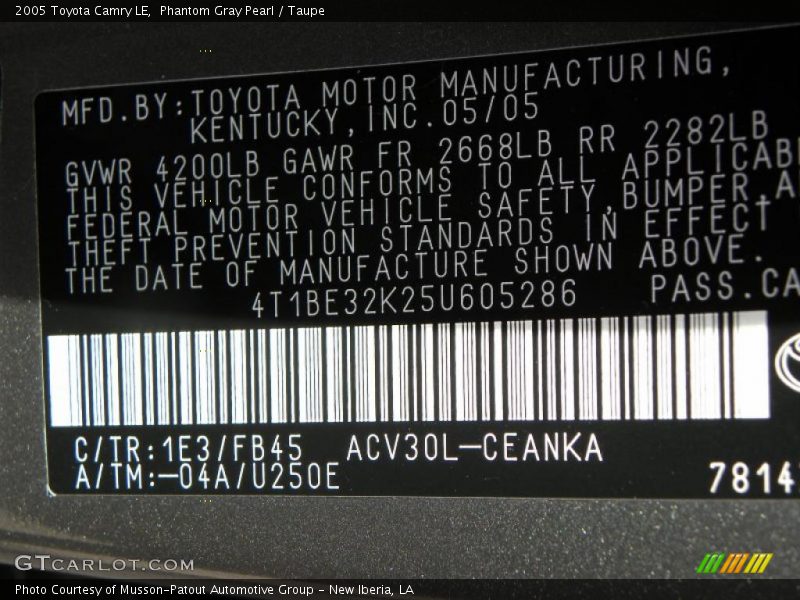 2005 Toyota Camry LE, Phantom Gray Pearl / Taupe
MFD.BY:TOYOTA MOTOR MANUFACTURING,
KENTUCKY,INC.05/05
GVWR 4200LB GAWR FR 2668LB RR 2282LB
THIS VEHICLE CONFORMS TO ALL APPLICABL
FEDERAL MOTOR VEHICLE SAFETY,BUMPER,A
THEFT PREVENTION STANDARDS IN EFFECT
THE DATE OF MANUFACTURE SHOWN ABOVE.
4T1BE32K25U605286 PASS.CA
C/TR:1E3/FB45 ACV30L-CEANKA
A/TM:-04A/U250E 7814
GTCARLOT.COM
Photo Courtesy of Musson-Patout Automotive Group - New Iberia, LA